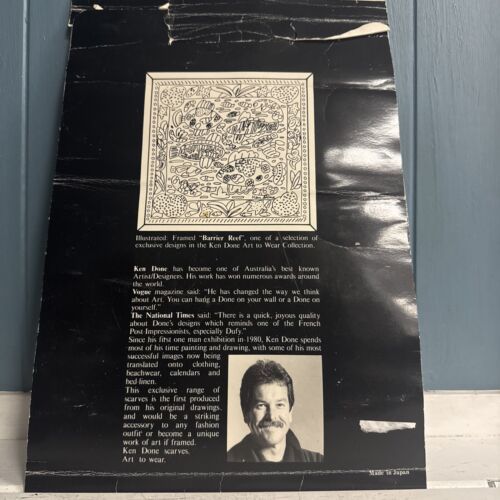 Illustrated: Framed "Barrier Reef", one of a selection of
exclusive designs in the Ken Done Art to Wear Collection.
Ken Done has become one of Australia's best known
Artist/Designers. His work has won numerous awards around
the world.
Vogue magazine said: "He has changed the way we think
about Art. You can hang a Done on your wall or a Done on
yourself."
The National Times said: "There is a quick, joyous quality
about Done's designs which reminds one of the French
Post-Impressionists, especially Dufy."
Since his first one man exhibition in 1980, Ken Done spends
most of his time painting and drawing, with some of his most
successful images now being
translated onto clothing,
beachwear, calendars and
bed-linen.
This exclusive range of
scarves is the first produced
from his original drawings
and would be a striking
accessory to any fashion
outfit or become a unique
work of art if framed.
Ken Done scarves.
Art to wear.
Made in Japan